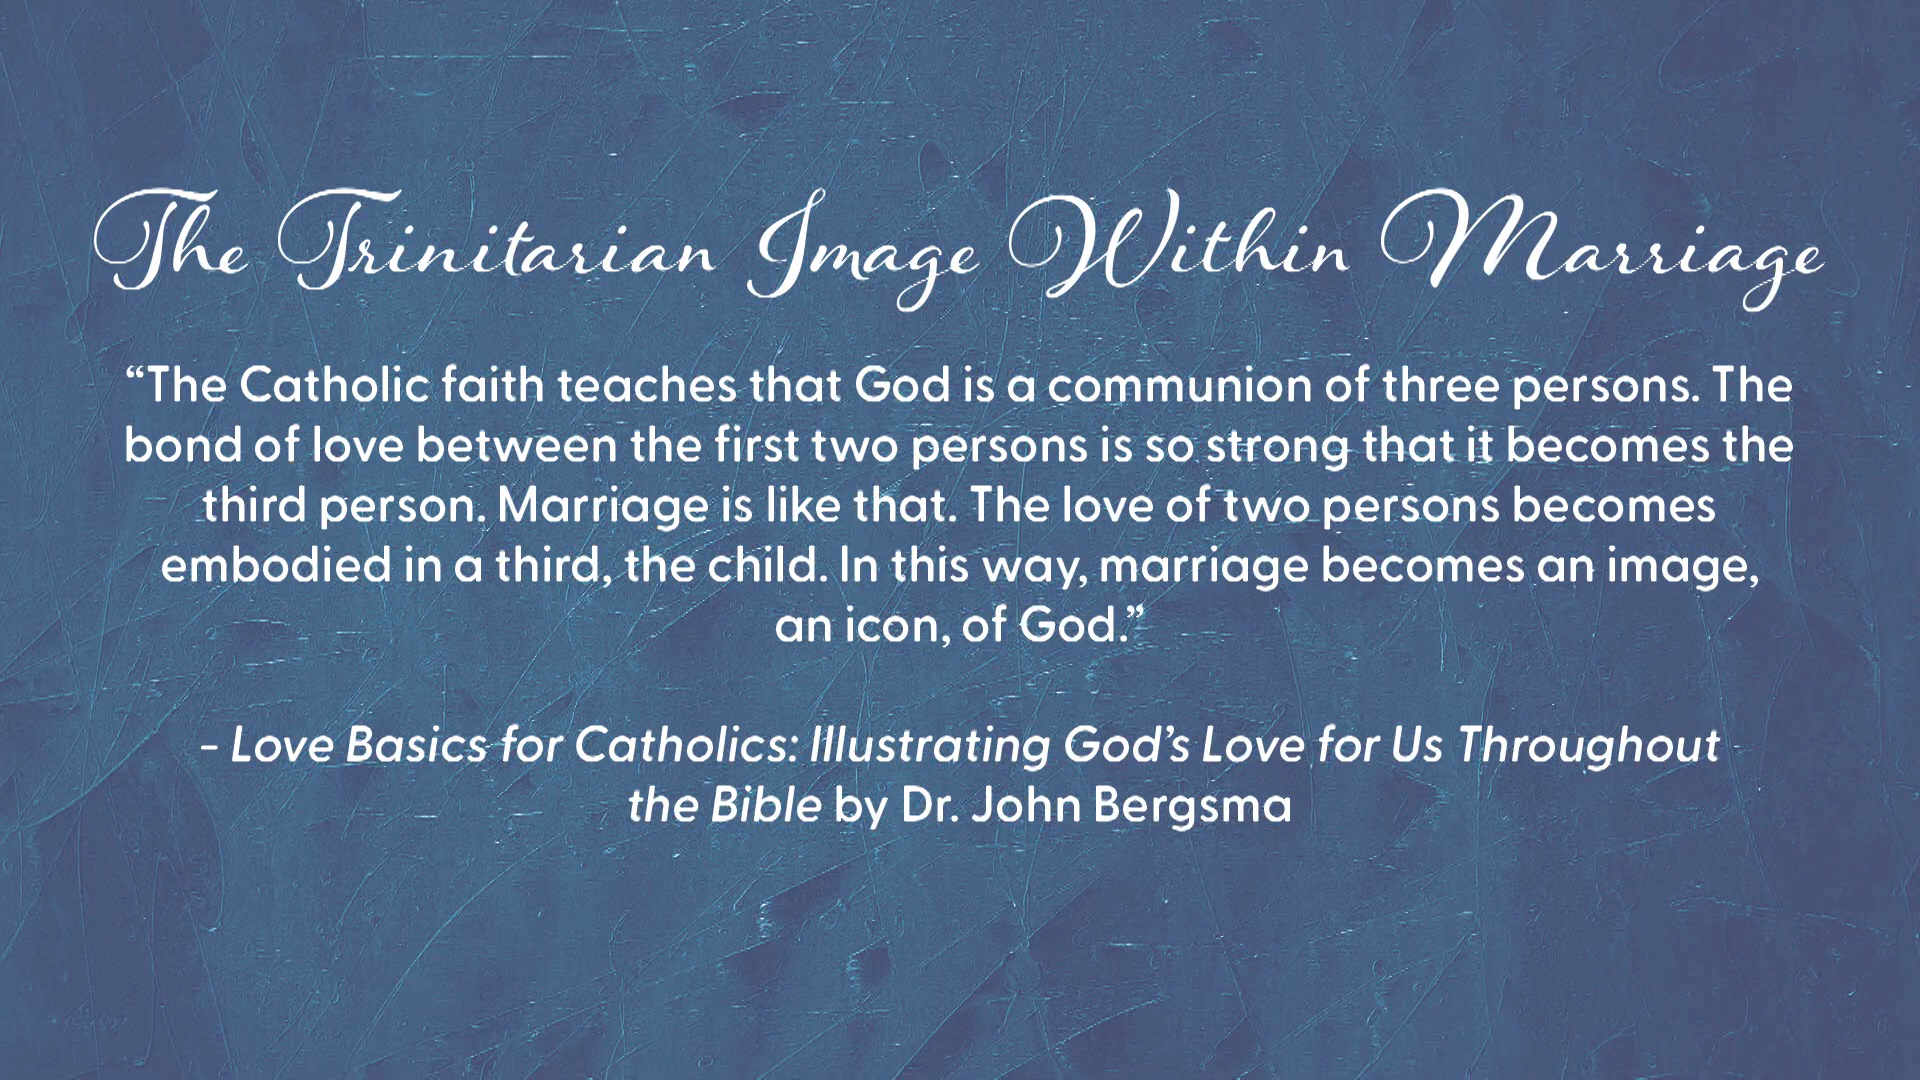 The Trinitarian Image Within Marriage
“The Catholic faith teaches that God is a communion of three persons. The
bond of love between the first two persons is so strong that it becomes the
third person. Marriage is like that. The love of two persons becomes
embodied in a third, the child. In this way, marriage becomes an image,
an icon, of God.”
- Love Basics for Catholics: Illustrating God’s Love for Us Throughout
the Bible by Dr. John Bergsma